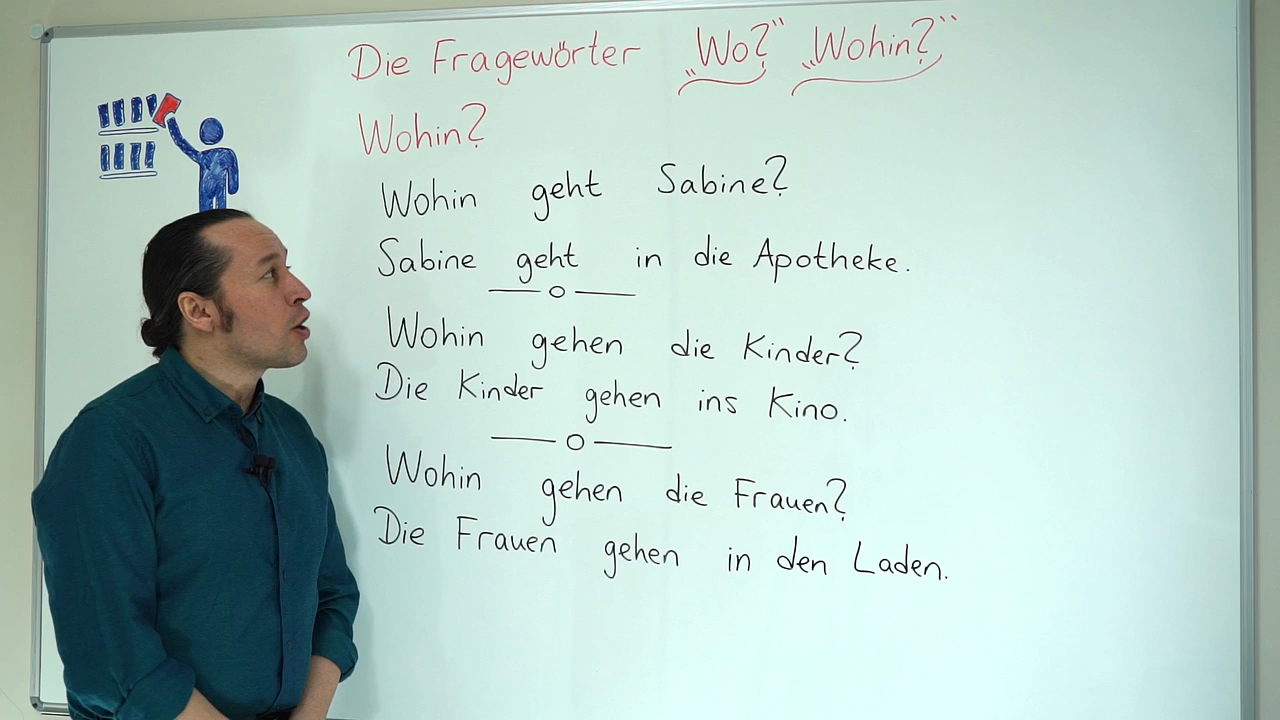 Die Fragewörter „Wo?“ „Wohin?“
Wohin?
Wohin geht Sabine?
Sabine geht in die Apotheke.
Wohin gehen die Kinder?
Die Kinder gehen ins Kino.
Wohin gehen die Frauen?
Die Frauen gehen in den Laden.